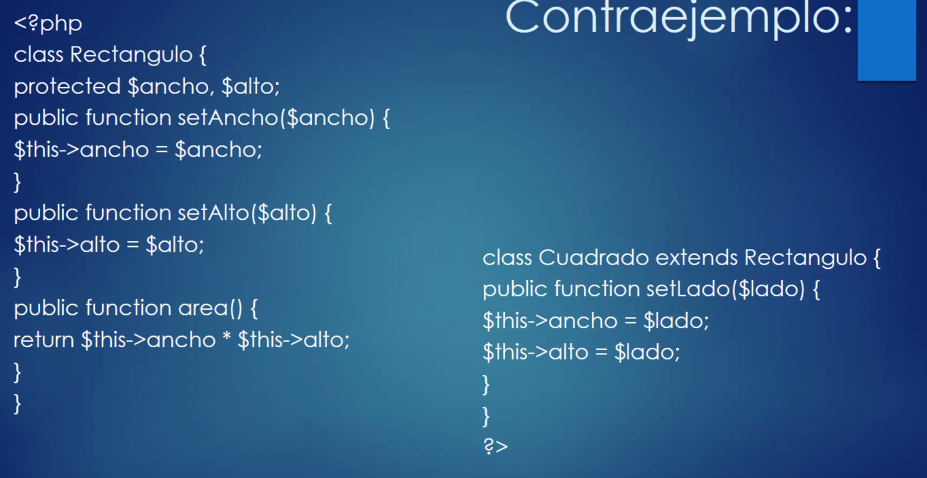 Contraejemplo:
<?php
class Rectangulo {
protected $ancho, $alto;
public function setAncho($ancho) {
$this->ancho = $ancho;
}
public function setAlto($alto) {
$this->alto = $alto;
}
public function area() {
return $this->ancho * $this->alto;
}
}
class Cuadrado extends Rectangulo {
public function setLado($lado) {
$this->ancho = $lado;
$this->alto = $lado;
}
}
?>